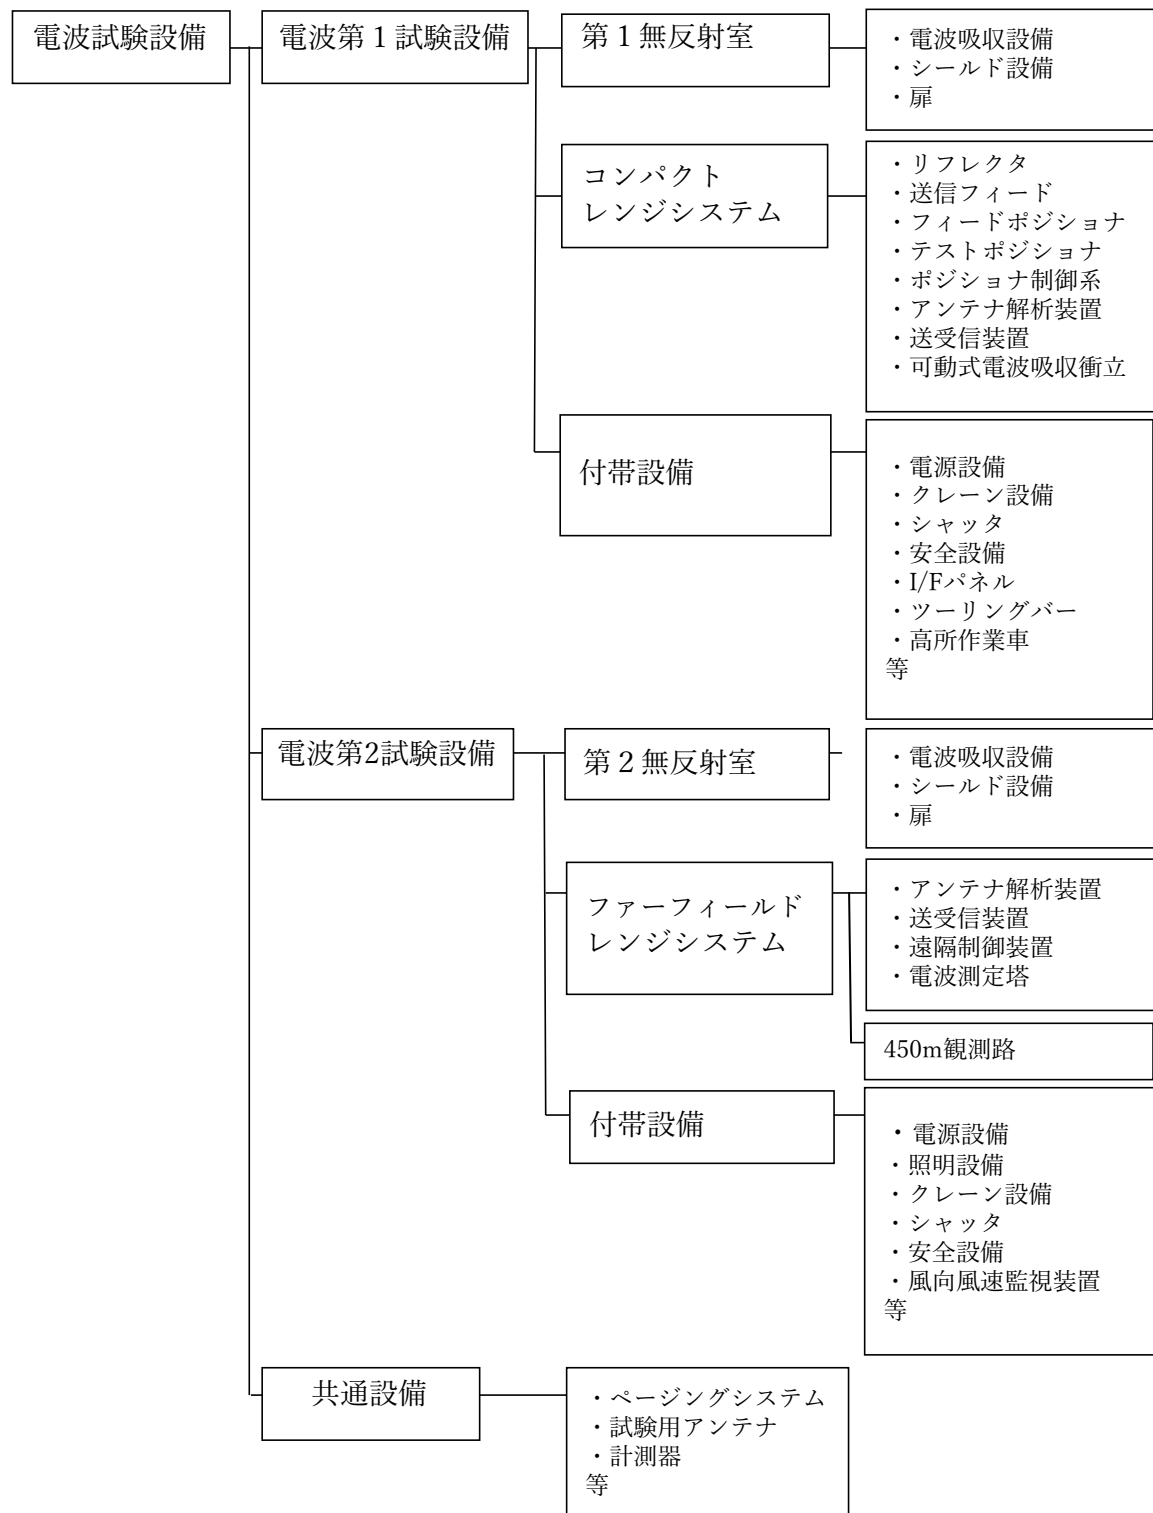 電波試験設備
電波第１試験設備
第１無反射室
・電波吸収設備
・シールド設備
・扉
コンパクト
レンジシステム
・リフレクタ
・送信フィード
・フィードポジショナ
・テストポジショナ
・ポジショナ制御系
・アンテナ解析装置
・送受信装置
・可動式電波吸収衝立
付帯設備
・電源設備
・クレーン設備
・シャッタ
・安全設備
・I/Fパネル
・ツーリングバー
・高所作業車
等
電波第2試験設備
第２無反射室
・電波吸収設備
・シールド設備
・扉
ファーフィールド
レンジシステム
・アンテナ解析装置
・送受信装置
・遠隔制御装置
・電波測定塔
450m観測路
付帯設備
・電源設備
・照明設備
・クレーン設備
・シャッタ
・安全設備
・風向風速監視装置
等
共通設備
・ページングシステム
・試験用アンテナ
・計測器
等